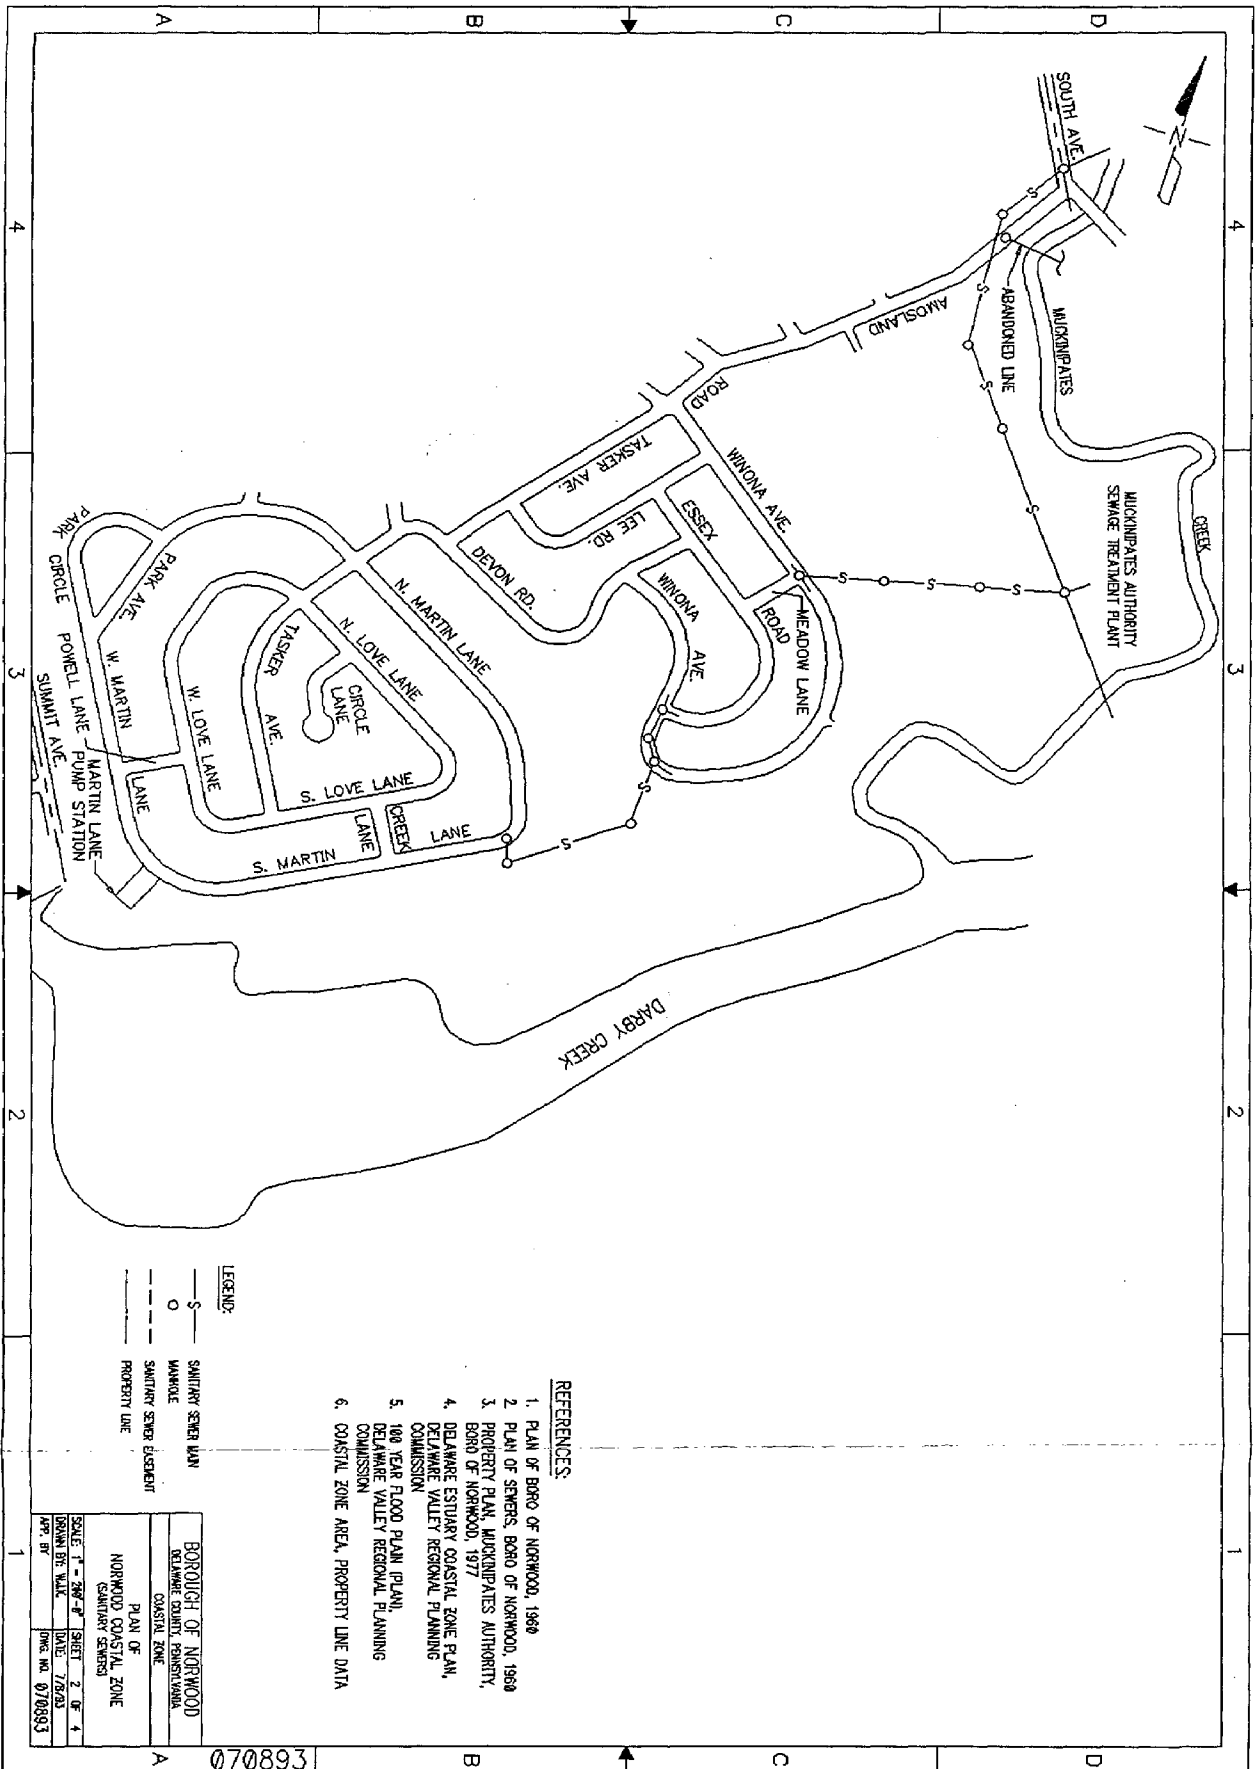 D
C
B
A
4
3
2
1
4
3
2
1
D
C
B
A
N
SOUTH AVE.
ABANDONED LINE
MUCKINIPATES
CREEK
MUCKINIPATES AUTHORITY
SEWAGE TREATMENT PLANT
AMOSLAND
ROAD
WINONA AVE.
TASKER AVE.
ESSEX
ROAD
LEE RD.
MEADOW LANE
WINONA
AVE.
DEVON RD.
N. MARTIN LANE
N. LOVE LANE
TASKER
AVE.
CIRCLE
LANE
PARK
CIRCLE
PARK AVE.
W. MARTIN
LANE
W. LOVE LANE
S. LOVE LANE
CREEK
LANE
S. MARTIN
LANE
POWELL LANE
SUMMIT AVE.
MARTIN LANE
PUMP STATION
DARBY CREEK
S
S
S
S
S
S
S
S
S
REFERENCES:
1. PLAN OF BORO OF NORWOOD, 1960
2. PLAN OF SEWERS, BORO OF NORWOOD, 1960
3. PROPERTY PLAN, MUCKINIPATES AUTHORITY,
BORO OF NORWOOD, 1977
4. DELAWARE ESTUARY COASTAL ZONE PLAN,
DELAWARE VALLEY REGIONAL PLANNING
COMMISSION
5. 100 YEAR FLOOD PLAIN (PLAN),
DELAWARE VALLEY REGIONAL PLANNING
COMMISSION
6. COASTAL ZONE AREA, PROPERTY LINE DATA
LEGEND:
S SANITARY SEWER MAIN
O MANHOLE
SANITARY SEWER EASEMENT
PROPERTY LINE
BOROUGH OF NORWOOD
DELAWARE COUNTY, PENNSYLVANIA
COASTAL ZONE
PLAN OF
NORWOOD COASTAL ZONE
(SANITARY SEWERS)
SCALE: 1" = 200'-0" SHEET 2 OF 4
DRAWN BY: W.J.K. DATE: 7/8/93
APP. BY DWG. NO. 070893
070893